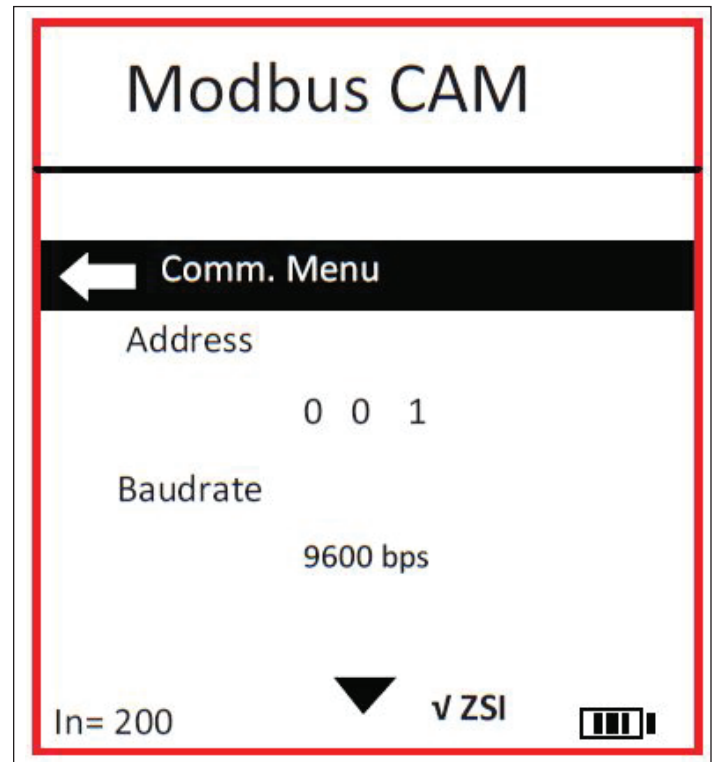 Modbus CAM
Comm. Menu
Address
0 0 1
Baudrate
9600 bps
In= 200 √ ZSI